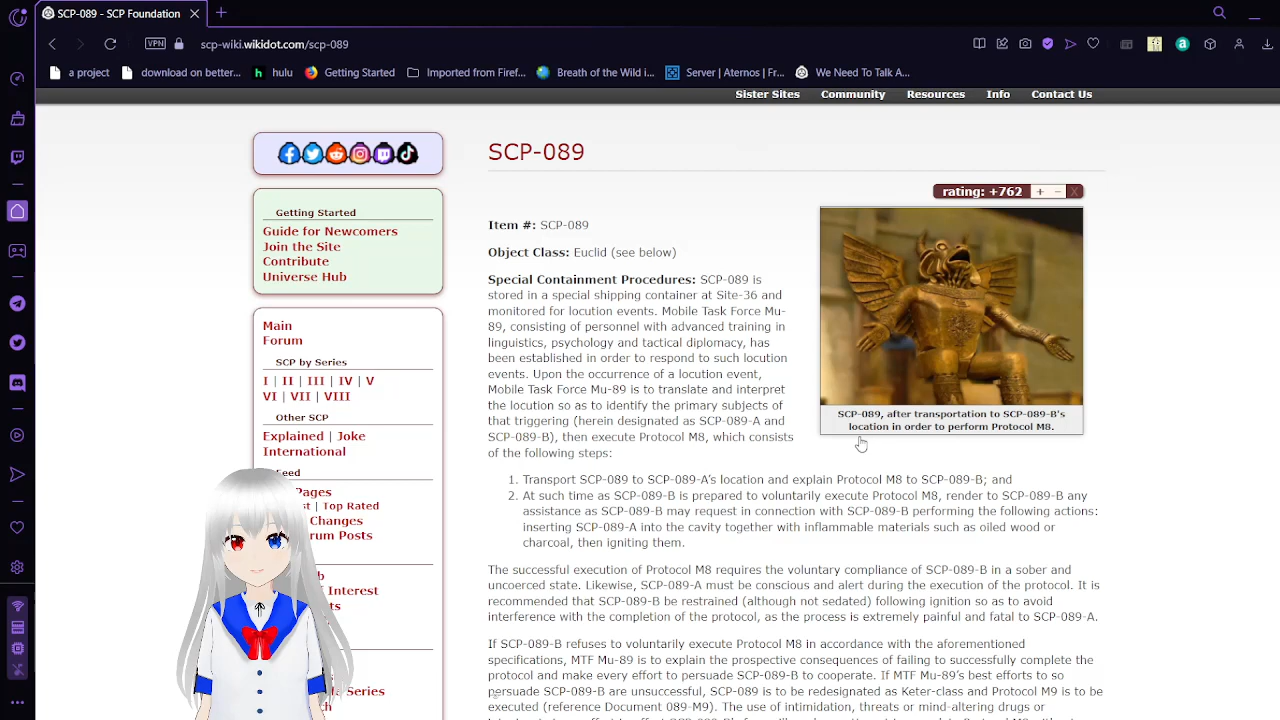 SCP-089 - SCP Foundation
VPN
scp-wiki.wikidot.com/scp-089
a project
download on better...
hulu
Getting Started
Imported from Firef...
Breath of the Wild i...
Server | Aternos | Fr...
We Need To Talk A...
Sister Sites
Community
Resources
Info
Contact Us
Getting Started
Guide for Newcomers
Join the Site
Contribute
Universe Hub
Main
Forum
SCP by Series
I | II | III | IV | V
VI | VII | VIII
Other SCP
Explained | Joke
International
Feed
Pages
| Top Rated
Changes
rum Posts
Interest
Series
SCP-089
rating: +762 + − X
Item #: SCP-089
Object Class: Euclid (see below)
Special Containment Procedures: SCP-089 is
stored in a special shipping container at Site-36 and
monitored for locution events. Mobile Task Force Mu-
89, consisting of personnel with advanced training in
linguistics, psychology and tactical diplomacy, has
been established in order to respond to such locution
events. Upon the occurrence of a locution event,
Mobile Task Force Mu-89 is to translate and interpret
the locution so as to identify the primary subjects of
that triggering (herein designated as SCP-089-A and
SCP-089-B), then execute Protocol M8, which consists
of the following steps:
SCP-089, after transportation to SCP-089-B's
location in order to perform Protocol M8.
1. Transport SCP-089 to SCP-089-A's location and explain Protocol M8 to SCP-089-B; and
2. At such time as SCP-089-B is prepared to voluntarily execute Protocol M8, render to SCP-089-B any
assistance as SCP-089-B may request in connection with SCP-089-B performing the following actions:
inserting SCP-089-A into the cavity together with inflammable materials such as oiled wood or
charcoal, then igniting them.
The successful execution of Protocol M8 requires the voluntary compliance of SCP-089-B in a sober and
uncoerced state. Likewise, SCP-089-A must be conscious and alert during the execution of the protocol. It is
recommended that SCP-089-B be restrained (although not sedated) following ignition so as to avoid
interference with the completion of the protocol, as the process is extremely painful and fatal to SCP-089-A.
If SCP-089-B refuses to voluntarily execute Protocol M8 in accordance with the aforementioned
specifications, MTF Mu-89 is to explain the prospective consequences of failing to successfully complete the
protocol and make every effort to persuade SCP-089-B to cooperate. If MTF Mu-89's best efforts to so
persuade SCP-089-B are unsuccessful, SCP-089 is to be redesignated as Keter-class and Protocol M9 is to be
executed (reference Document 089-M9). The use of intimidation, threats or mind-altering drugs or